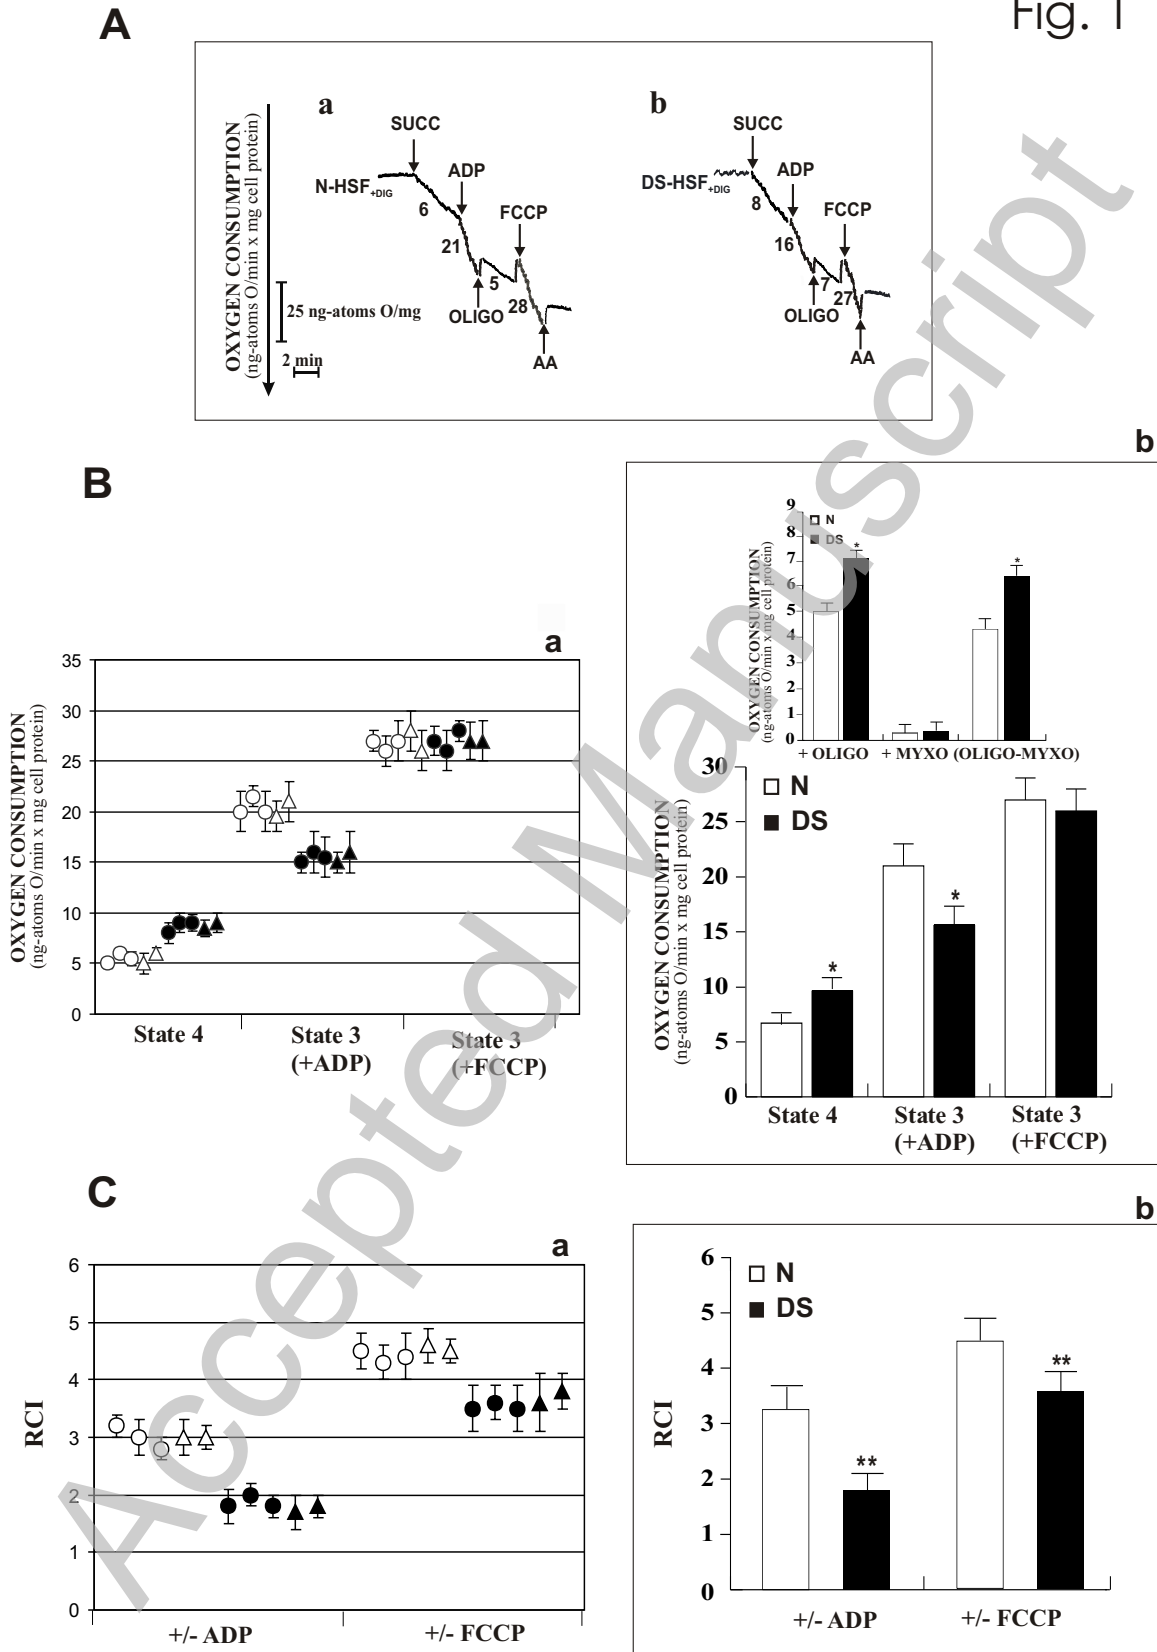 Fig. 1
A
OXYGEN CONSUMPTION
(ng-atoms O/min x mg cell protein)
25 ng-atoms O/mg
2 min
a
SUCC
N-HSF+DIG
ADP
6
FCCP
21
5
OLIGO
28
AA
b
SUCC
DS-HSF+DIG
ADP
8
FCCP
16
7
OLIGO
27
AA
B
a
OXYGEN CONSUMPTION
(ng-atoms O/min x mg cell protein)
35
30
25
20
15
10
5
0
State 4
State 3
(+ADP)
State 3
(+FCCP)
b
OXYGEN CONSUMPTION
(ng-atoms O/min x mg cell protein)
9
8
7
6
5
4
3
2
1
0
N
DS
*
*
+ OLIGO
+ MYXO
(OLIGO-MYXO)
OXYGEN CONSUMPTION
(ng-atoms O/min x mg cell protein)
30
25
20
15
10
5
0
N
DS
*
*
State 4
State 3
(+ADP)
State 3
(+FCCP)
C
a
RCI
6
5
4
3
2
1
0
+/- ADP
+/- FCCP
b
RCI
6
5
4
3
2
1
0
N
DS
**
**
+/- ADP
+/- FCCP
Accepted Manuscript